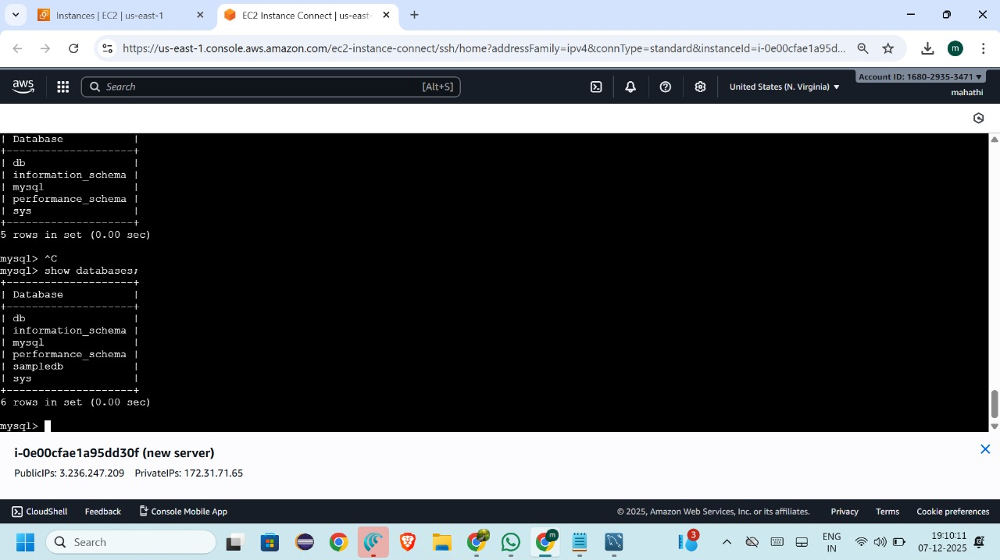 Instances | EC2 | us-east-1
EC2 Instance Connect | us-east-
https://us-east-1.console.aws.amazon.com/ec2-instance-connect/ssh/home?addressFamily=ipv4&connType=standard&instanceId=i-0e00cfae1a95d...
m
aws
Search
[Alt+S]
United States (N. Virginia) ▼
Account ID: 1680-2935-3471 ▼
mahathi
| Database           |
+--------------------+
| db                 |
| information_schema |
| mysql              |
| performance_schema |
| sys                |
+--------------------+
5 rows in set (0.00 sec)
mysql> ^C
mysql> show databases;
+--------------------+
| Database           |
+--------------------+
| db                 |
| information_schema |
| mysql              |
| performance_schema |
| sampledb           |
| sys                |
+--------------------+
6 rows in set (0.00 sec)
mysql>
i-0e00cfae1a95dd30f (new server)
PublicIPs: 3.236.247.209 PrivateIPs: 172.31.71.65
CloudShell
Feedback
Console Mobile App
© 2025, Amazon Web Services, Inc. or its affiliates.
Privacy
Terms
Cookie preferences
Search
m
3
ENG
IN
19:10:11
07-12-2025